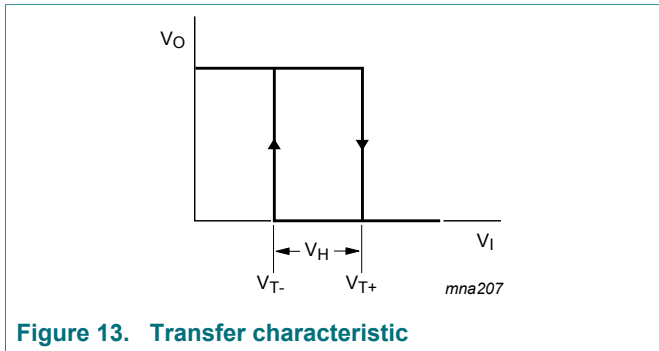 VO
VH
VI
VT- VT+
mna207
Figure 13. Transfer characteristic